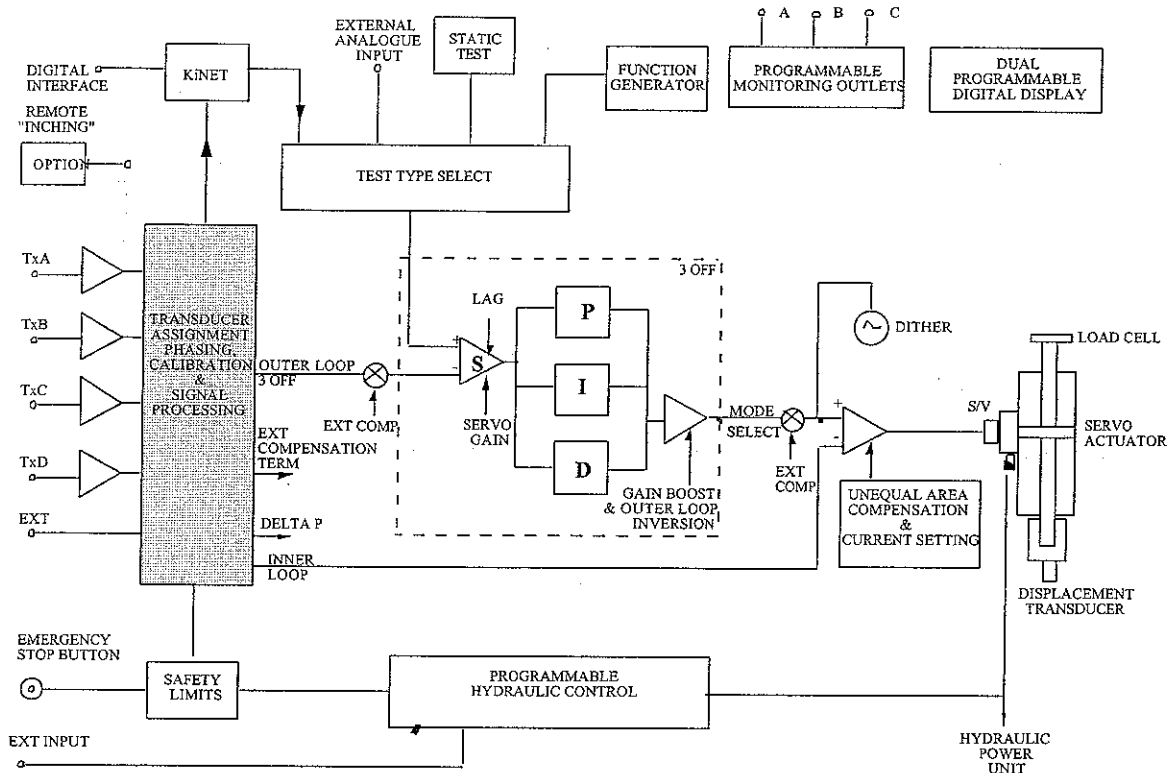 A
B
C
EXTERNAL
ANALOGUE
INPUT
STATIC
TEST
DIGITAL
INTERFACE
KiNET
FUNCTION
GENERATOR
PROGRAMMABLE
MONITORING OUTLETS
DUAL
PROGRAMMABLE
DIGITAL DISPLAY
REMOTE
"INCHING"
OPTION
TEST TYPE SELECT
TxA
TxB
TxC
TxD
EXT
TRANSDUCER
ASSIGNMENT
PHASING,
CALIBRATION
&
SIGNAL
PROCESSING
OUTER LOOP
3 OFF
EXT COMP
EXT
COMPENSATION
TERM
DELTA P
INNER
LOOP
3 OFF
LAG
+
-
S
SERVO
GAIN
P
I
D
GAIN BOOST
& OUTER LOOP
INVERSION
MODE
SELECT
EXT
COMP
DITHER
+
-
UNEQUAL AREA
COMPENSATION
&
CURRENT SETTING
S/V
LOAD CELL
SERVO
ACTUATOR
DISPLACEMENT
TRANSDUCER
EMERGENCY
STOP BUTTON
SAFETY
LIMITS
PROGRAMMABLE
HYDRAULIC CONTROL
EXT INPUT
HYDRAULIC
POWER
UNIT